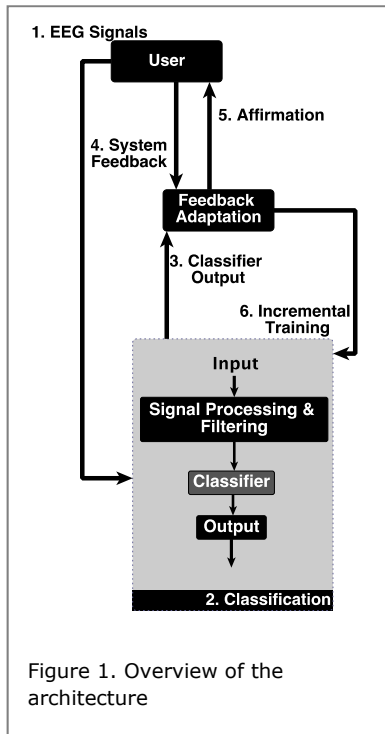 1. EEG Signals
User
5. Affirmation
4. System
Feedback
Feedback
Adaptation
3. Classifier
Output
6. Incremental
Training
Input
Signal Processing &
Filtering
Classifier
Output
2. Classification
Figure 1. Overview of the
architecture